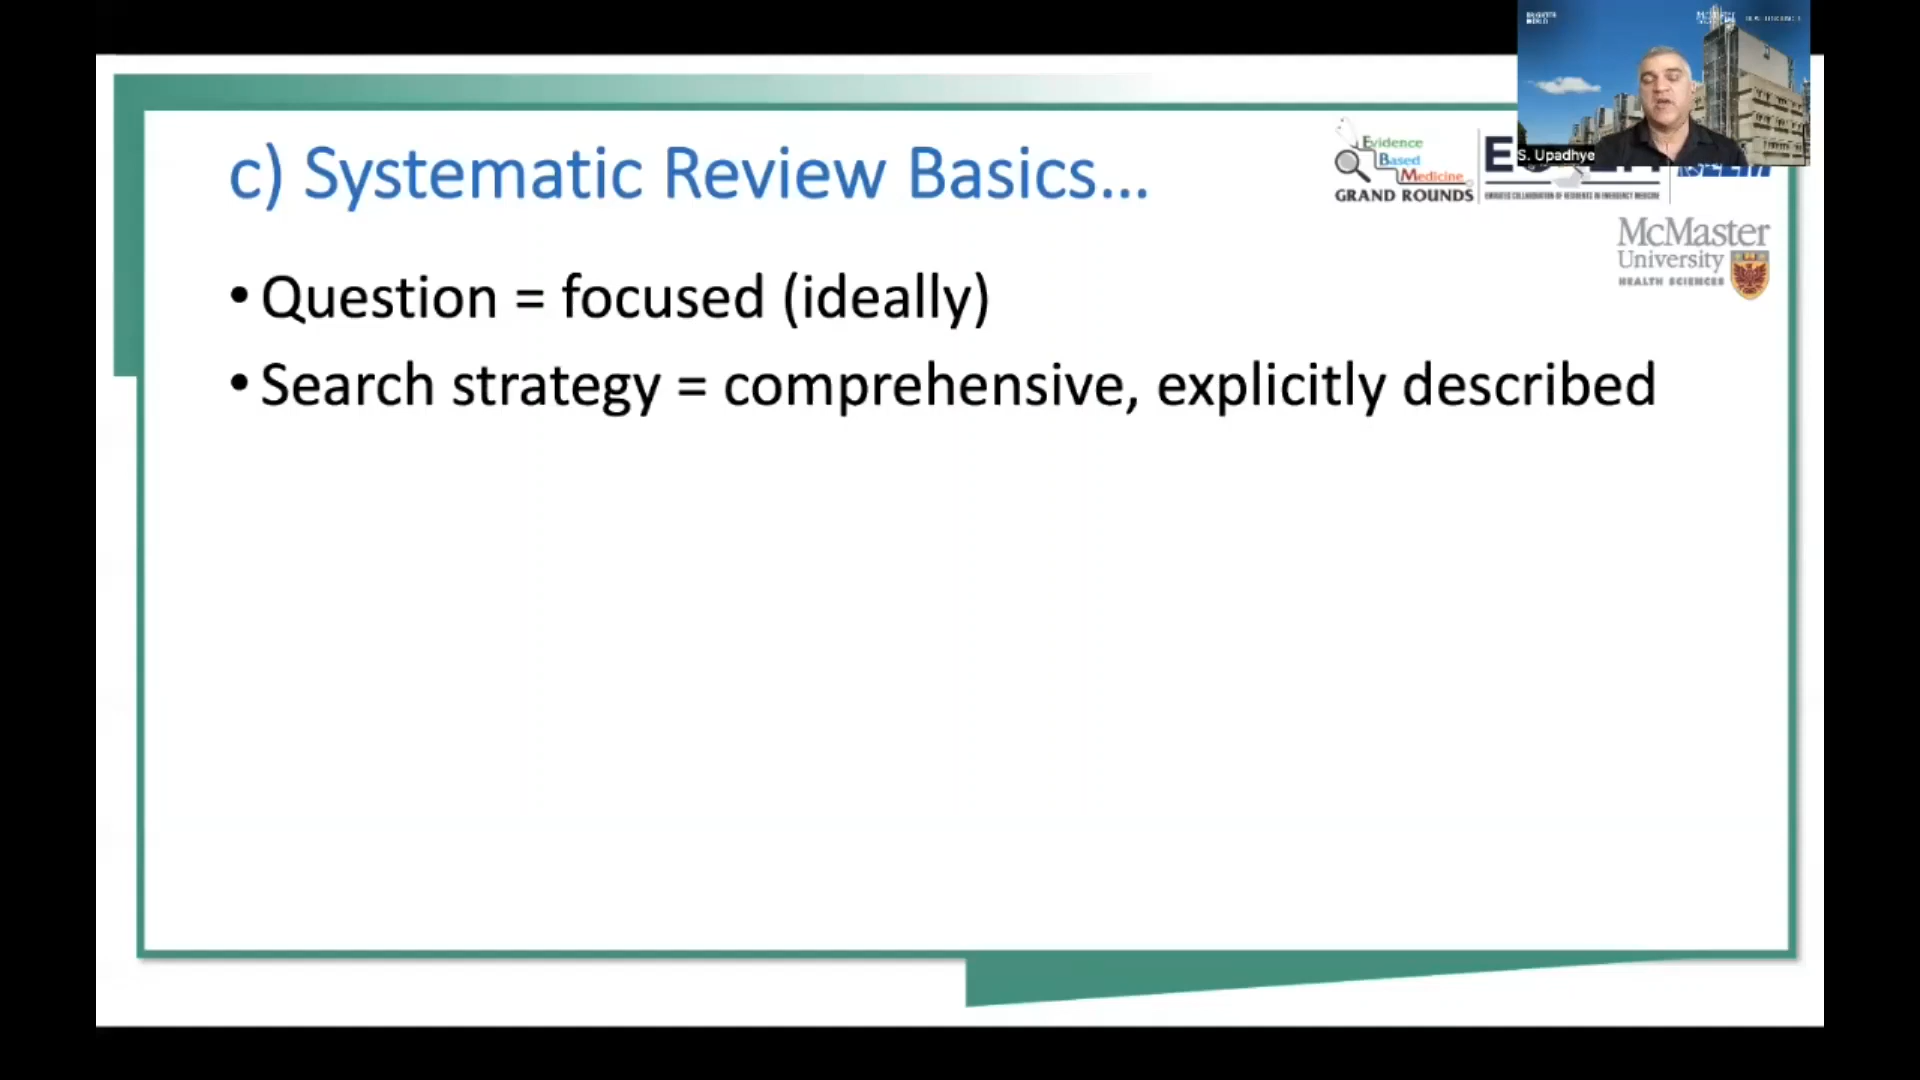 c) Systematic Review Basics...
• Question = focused (ideally)
• Search strategy = comprehensive, explicitly described
Evidence
Based
Medicine
GRAND ROUNDS
S. Upadhye
McMaster
University
HEALTH SCIENCES